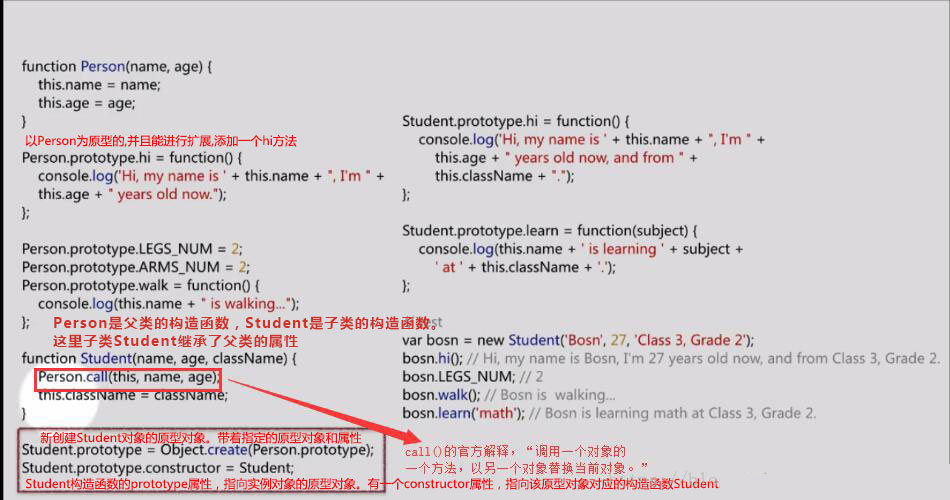 function Person(name, age) {
this.name = name;
this.age = age;
}
以Person为原型的,并且能进行扩展,添加一个hi方法
Person.prototype.hi = function() {
console.log('Hi, my name is ' + this.name + ", I'm " +
this.age + " years old now.");
};
Person.prototype.LEGS_NUM = 2;
Person.prototype.ARMS_NUM = 2;
Person.prototype.walk = function() {
console.log(this.name + " is walking...");
};
Person是父类的构造函数，Student是子类的构造函数，
这里子类Student继承了父类的属性
function Student(name, age, className) {
Person.call(this, name, age);
this.className = className;
}
新创建Student对象的原型对象。带着指定的原型对象和属性
Student.prototype = Object.create(Person.prototype);
Student.prototype.constructor = Student;
Student构造函数的prototype属性，指向实例对象的原型对象。有一个constructor属性，指向该原型对象对应的构造函数Student
Student.prototype.hi = function() {
console.log('Hi, my name is ' + this.name + ", I'm " +
this.age + " years old now, and from " +
this.className + ".");
};
Student.prototype.learn = function(subject) {
console.log(this.name + ' is learning ' + subject +
' at ' + this.className + '.');
};
var bosn = new Student('Bosn', 27, 'Class 3, Grade 2');
bosn.hi(); // Hi, my name is Bosn, I'm 27 years old now, and from Class 3, Grade 2.
bosn.LEGS_NUM; // 2
bosn.walk(); // Bosn is walking...
bosn.learn('math'); // Bosn is learning math at Class 3, Grade 2.
call()的官方解释，“调用一个对象的
一个方法，以另一个对象替换当前对象。”